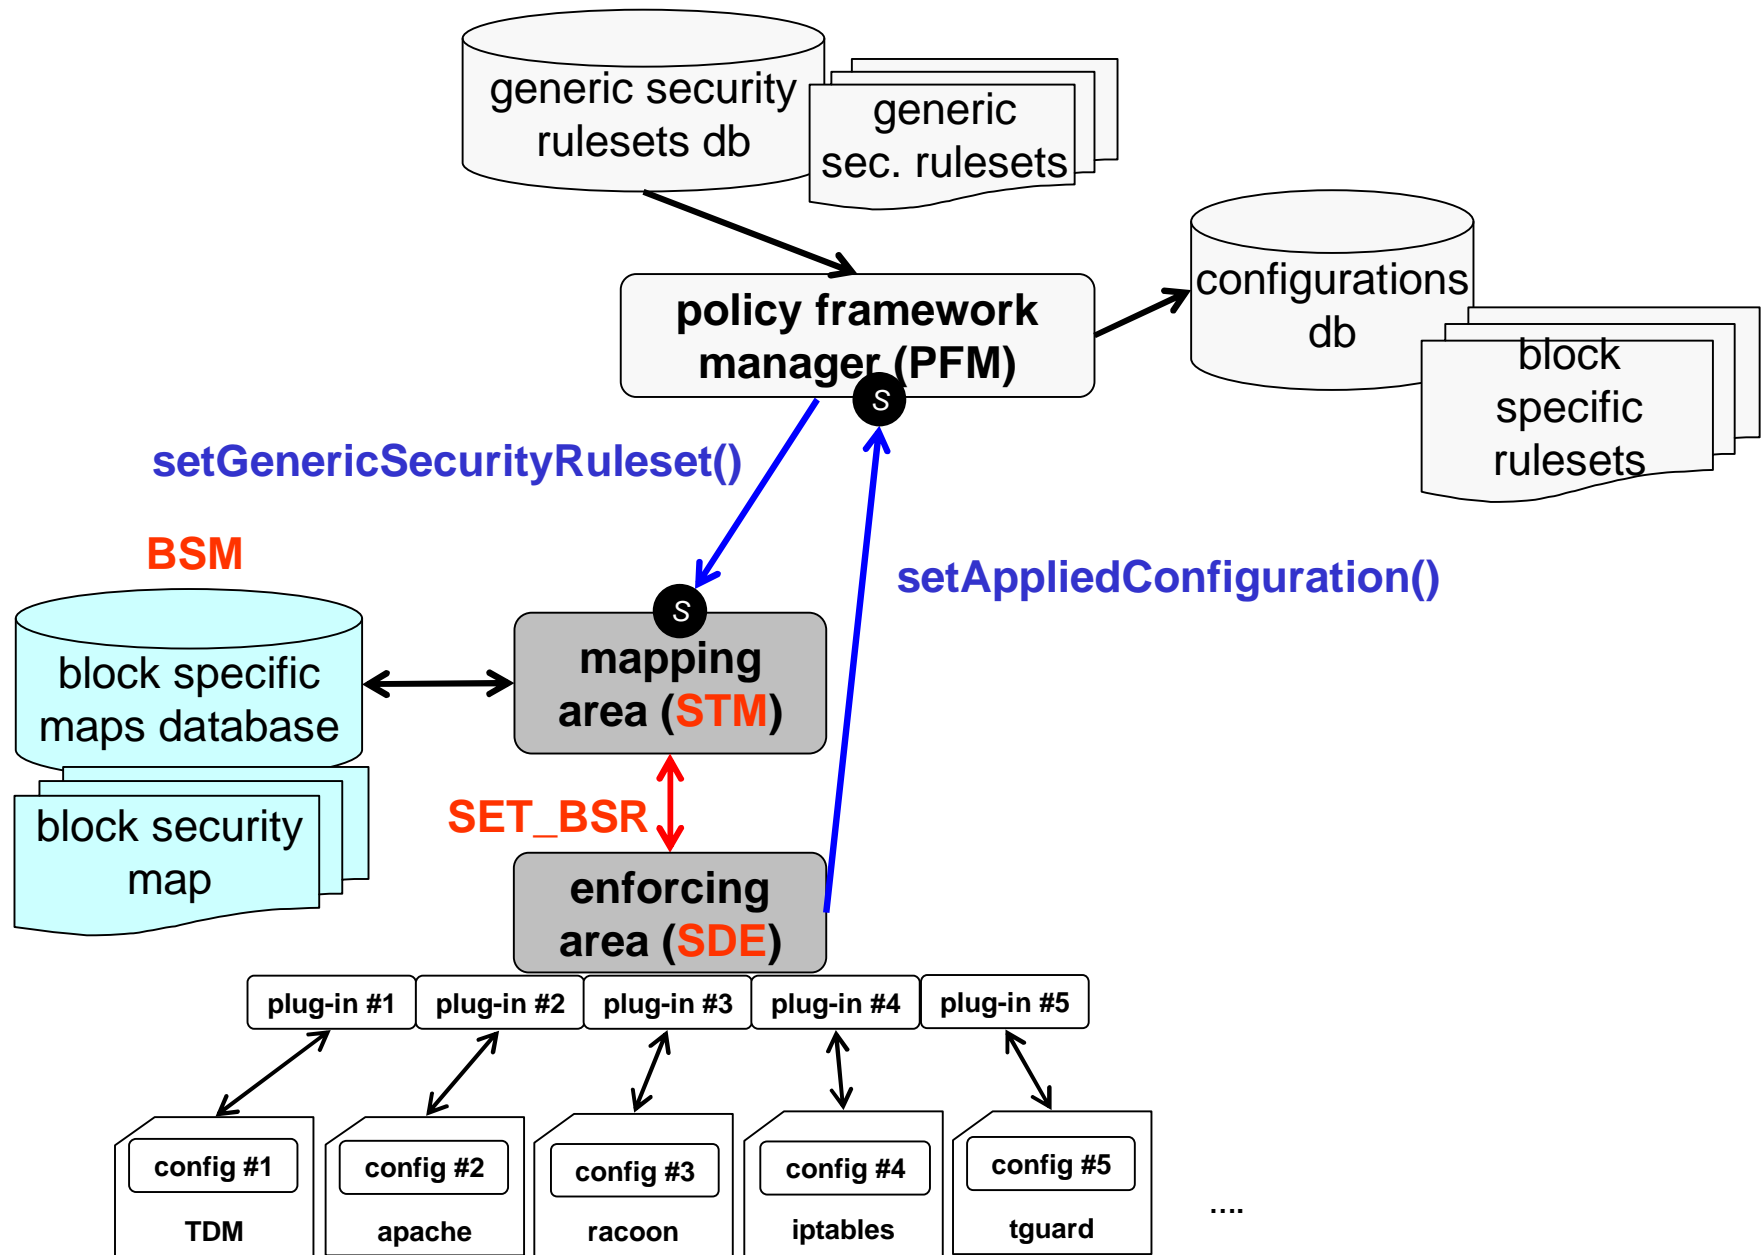 generic security
rulesets db
generic
sec. rulesets
policy framework
manager (PFM)
S
configurations
db
block
specific
rulesets
setGenericSecurityRuleset()
BSM
setAppliedConfiguration()
S
block specific
maps database
mapping
area (STM)
block security
map
SET_BSR
enforcing
area (SDE)
plug-in #1
plug-in #2
plug-in #3
plug-in #4
plug-in #5
config #1
config #2
config #3
config #4
config #5
TDM
apache
racoon
iptables
tguard
....